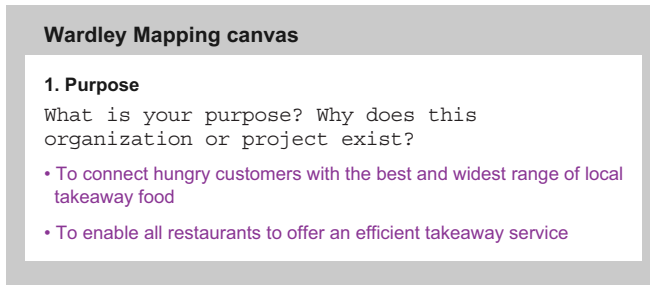 Wardley Mapping canvas
1. Purpose
What is your purpose? Why does this
organization or project exist?
• To connect hungry customers with the best and widest range of local
takeaway food
• To enable all restaurants to offer an efficient takeaway service